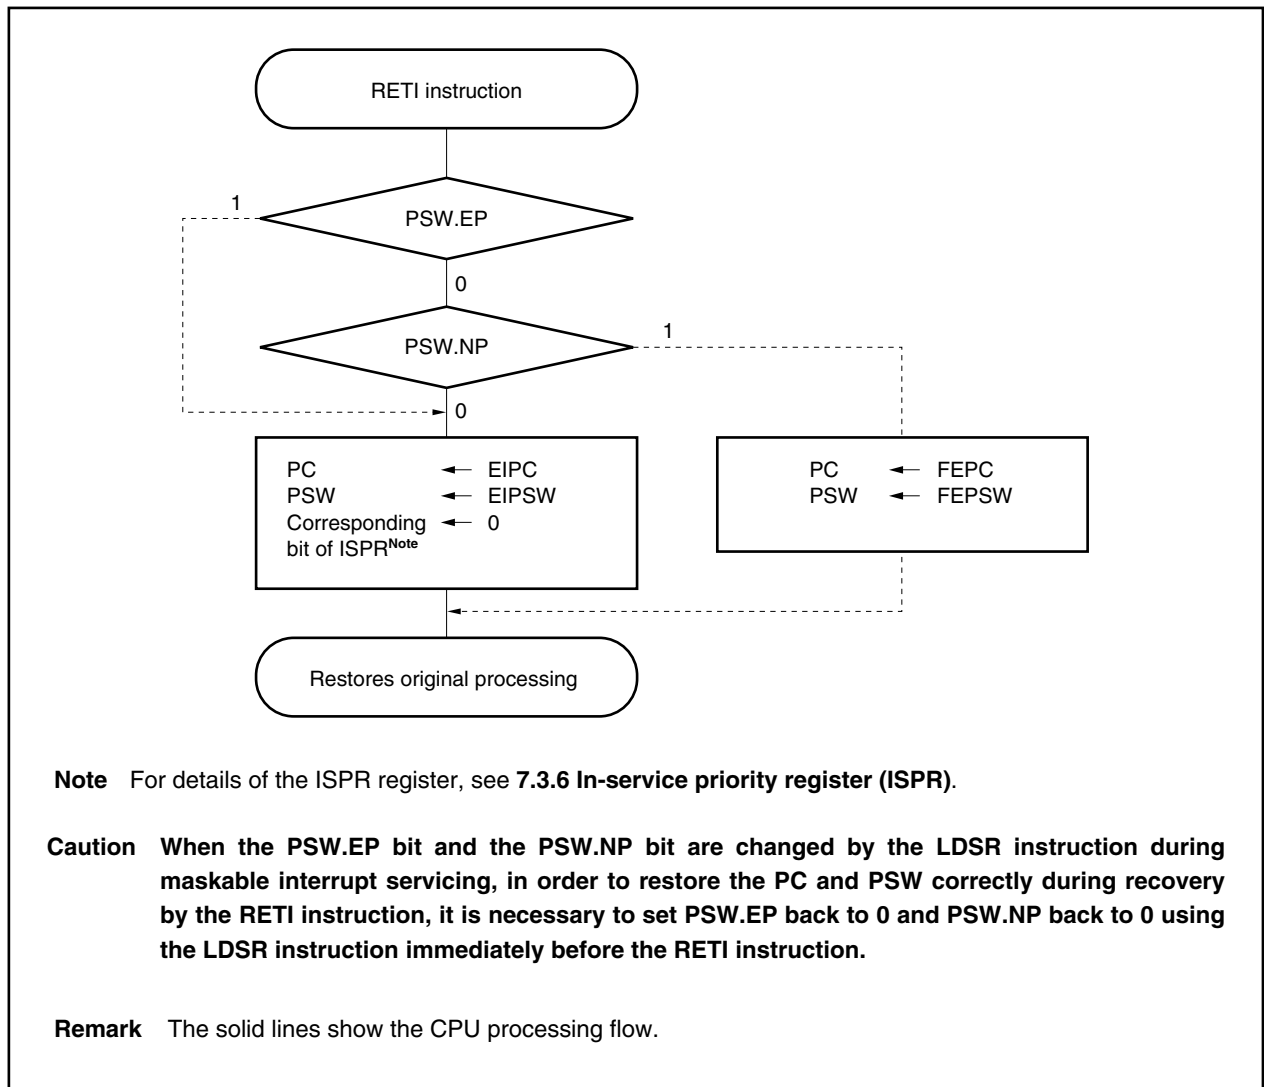 RETI instruction
1
PSW.EP
0
PSW.NP
1
0
PC ← EIPC
PSW ← EIPSW
Corresponding ← 0
bit of ISPRNote
PC ← FEPC
PSW ← FEPSW
Restores original processing
Note For details of the ISPR register, see 7.3.6 In-service priority register (ISPR).
Caution When the PSW.EP bit and the PSW.NP bit are changed by the LDSR instruction during
maskable interrupt servicing, in order to restore the PC and PSW correctly during recovery
by the RETI instruction, it is necessary to set PSW.EP back to 0 and PSW.NP back to 0 using
the LDSR instruction immediately before the RETI instruction.
Remark The solid lines show the CPU processing flow.